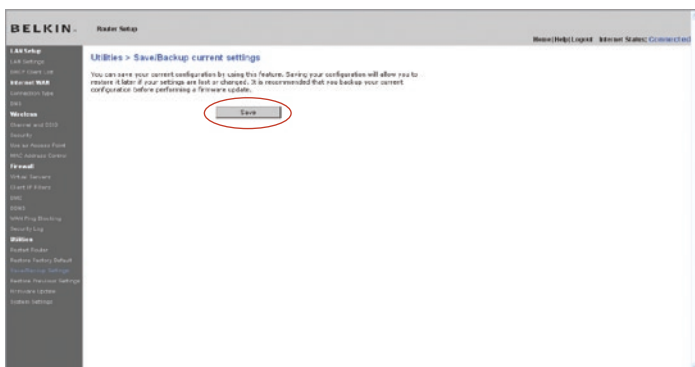 BELKIN
Router Setup
Home|Help|Logout Internet Status: Connected
LAN Setup
LAN Settings
DHCP Client List
Internet WAN
Connection Type
DNS
Wireless
Channel and SSID
Security
Use as Access Point
MAC Address Control
Firewall
Virtual Servers
Client IP Filters
DMZ
DDNS
WAN Ping Blocking
Security Log
Utilities
Restart Router
Restore Factory Default
Save/Backup Settings
Restore Previous Settings
Firmware Update
System Settings
Utilities > Save/Backup current settings
You can save your current configuration by using this feature. Saving your configuration will allow you to
restore it later if your settings are lost or changed. It is recommended that you backup your current
configuration before performing a firmware update.
Save